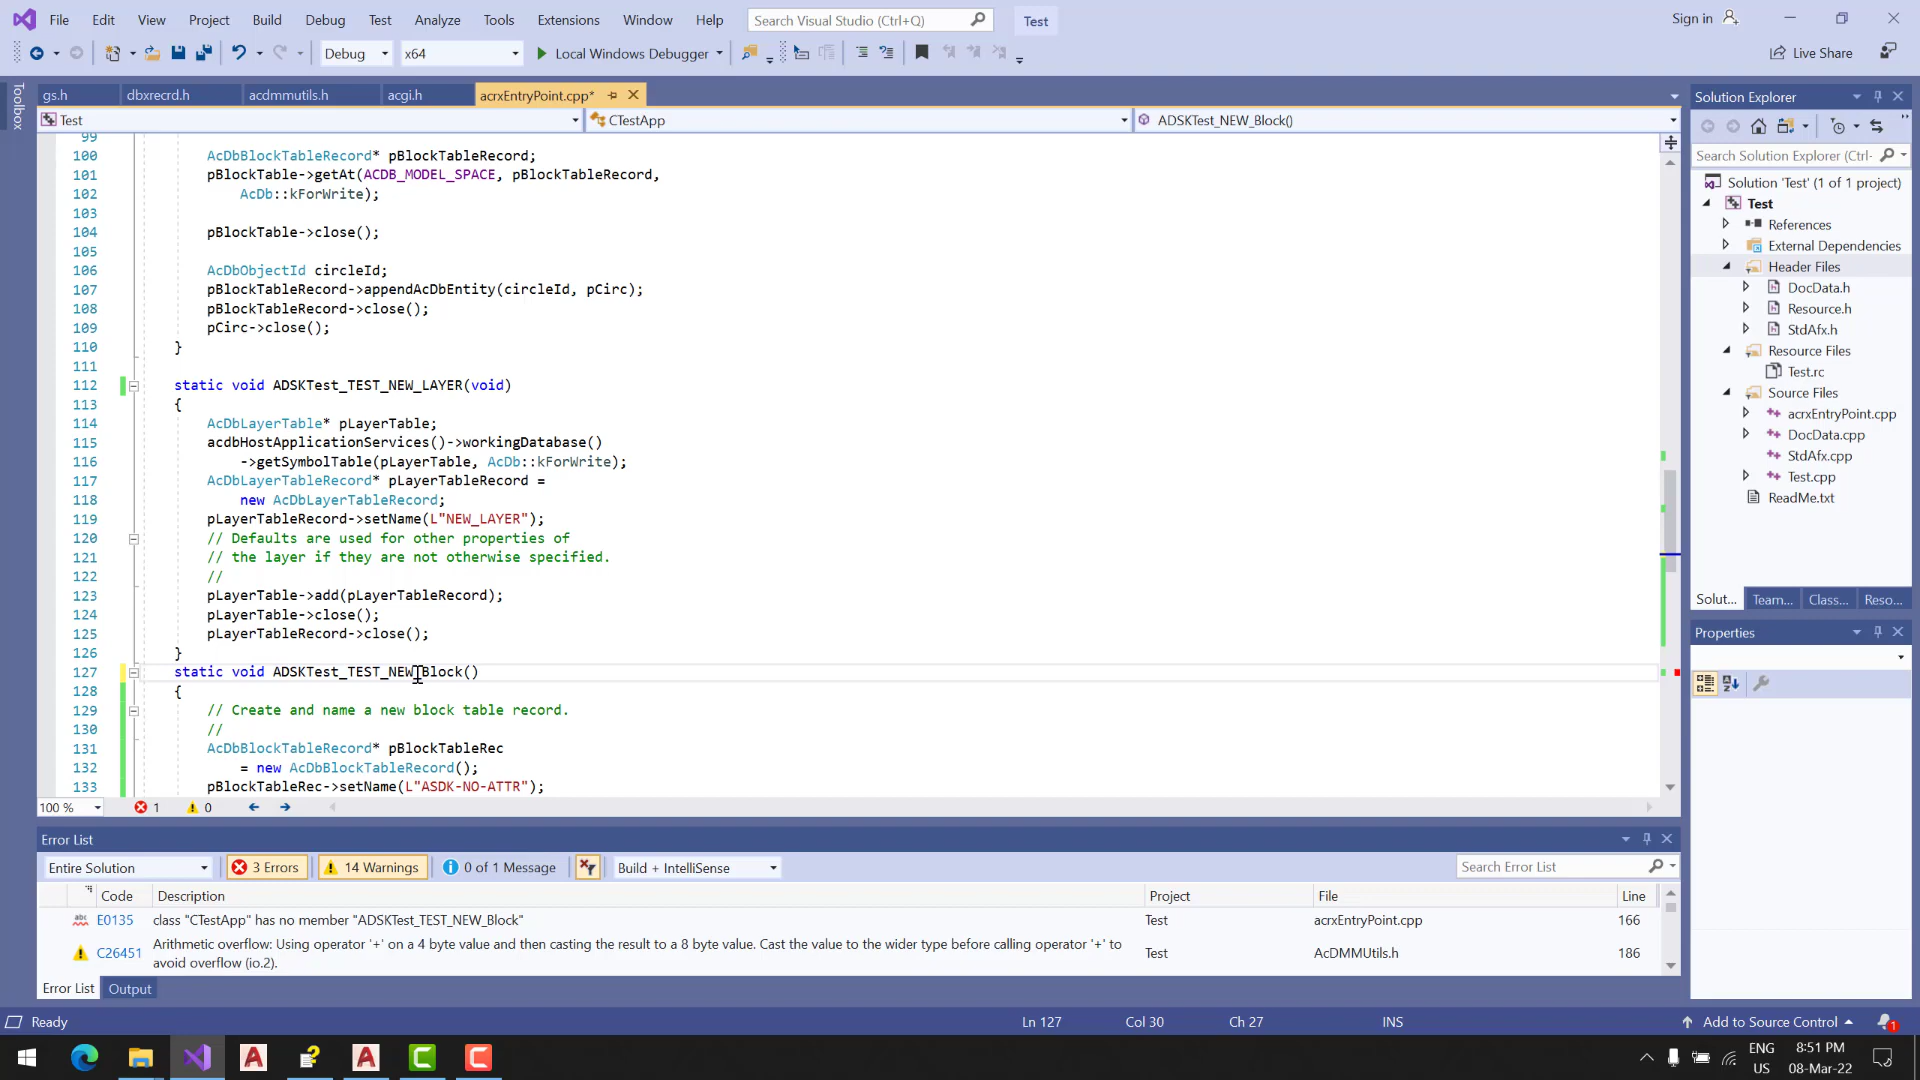 File Edit View Project Build Debug Test Analyze Tools Extensions Window Help Search Visual Studio (Ctrl+Q) Test Sign in
Debug x64 Local Windows Debugger Live Share
Toolbox
gs.h dbxrecrd.h acdmmutils.h acgi.h acrxEntryPoint.cpp*
Test CTestApp ADSKTest_NEW_Block()
99
100 AcDbBlockTableRecord* pBlockTableRecord;
101 pBlockTable->getAt(ACDB_MODEL_SPACE, pBlockTableRecord,
102 AcDb::kForWrite);
103
104 pBlockTable->close();
105
106 AcDbObjectId circleId;
107 pBlockTableRecord->appendAcDbEntity(circleId, pCirc);
108 pBlockTableRecord->close();
109 pCirc->close();
110 }
111
112 static void ADSKTest_TEST_NEW_LAYER(void)
113 {
114 AcDbLayerTable* pLayerTable;
115 acdbHostApplicationServices()->workingDatabase()
116 ->getSymbolTable(pLayerTable, AcDb::kForWrite);
117 AcDbLayerTableRecord* pLayerTableRecord =
118 new AcDbLayerTableRecord;
119 pLayerTableRecord->setName(L"NEW_LAYER");
120 // Defaults are used for other properties of
121 // the layer if they are not otherwise specified.
122 //
123 pLayerTable->add(pLayerTableRecord);
124 pLayerTable->close();
125 pLayerTableRecord->close();
126 }
127 static void ADSKTest_TEST_NEW_Block()
128 {
129 // Create and name a new block table record.
130 //
131 AcDbBlockTableRecord* pBlockTableRec
132 = new AcDbBlockTableRecord();
133 pBlockTableRec->setName(L"ASDK-NO-ATTR");
100 % 1 0
Solution Explorer
Search Solution Explorer (Ctrl-
Solution 'Test' (1 of 1 project)
Test
References
External Dependencies
Header Files
DocData.h
Resource.h
StdAfx.h
Resource Files
Test.rc
Source Files
acrxEntryPoint.cpp
DocData.cpp
StdAfx.cpp
Test.cpp
ReadMe.txt
Solut... Team... Class... Reso...
Properties
Error List
Entire Solution 3 Errors 14 Warnings 0 of 1 Message Build + IntelliSense Search Error List
Code Description Project File Line
abc E0135 class "CTestApp" has no member "ADSKTest_TEST_NEW_Block" Test acrxEntryPoint.cpp 166
C26451 Arithmetic overflow: Using operator '+' on a 4 byte value and then casting the result to a 8 byte value. Cast the value to the wider type before calling operator '+' to Test AcDMMUtils.h 186
avoid overflow (io.2).
Error List Output
Ready Ln 127 Col 30 Ch 27 INS Add to Source Control 1
ENG 8:51 PM
US 08-Mar-22